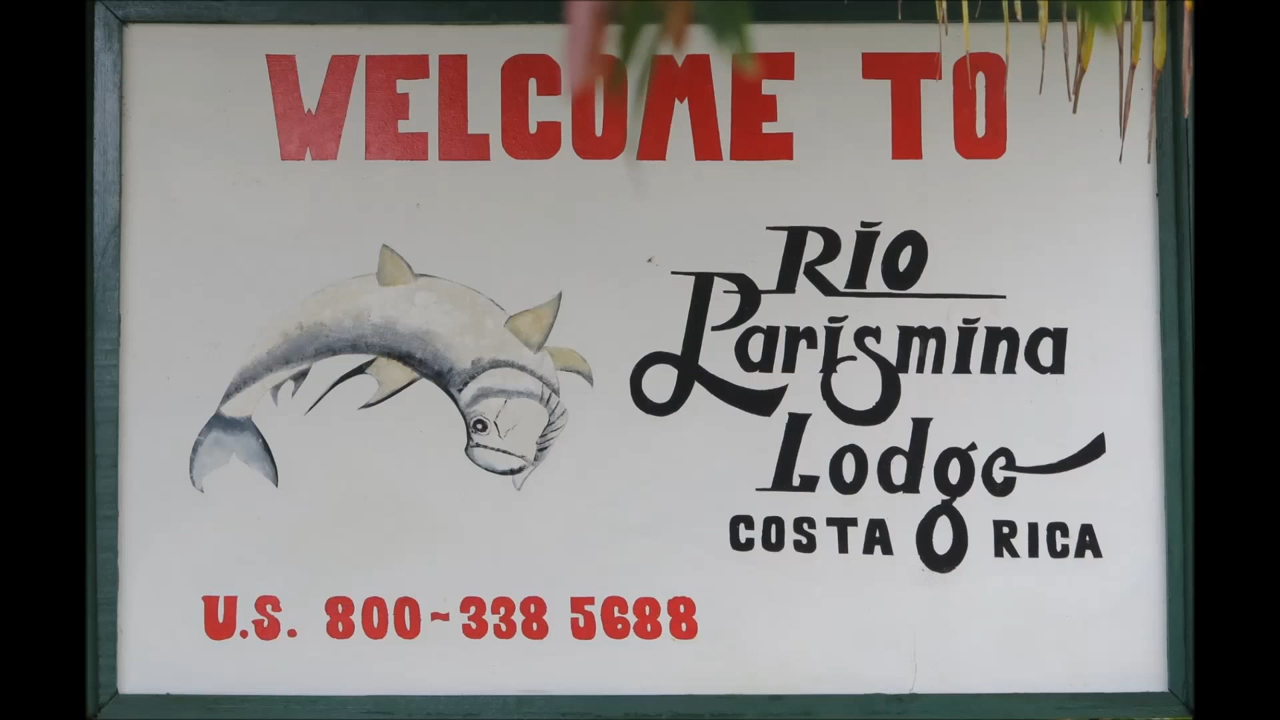 WELCOME TO
Rio
Parismina
Lodge
COSTA RICA
U.S. 800~338 5688